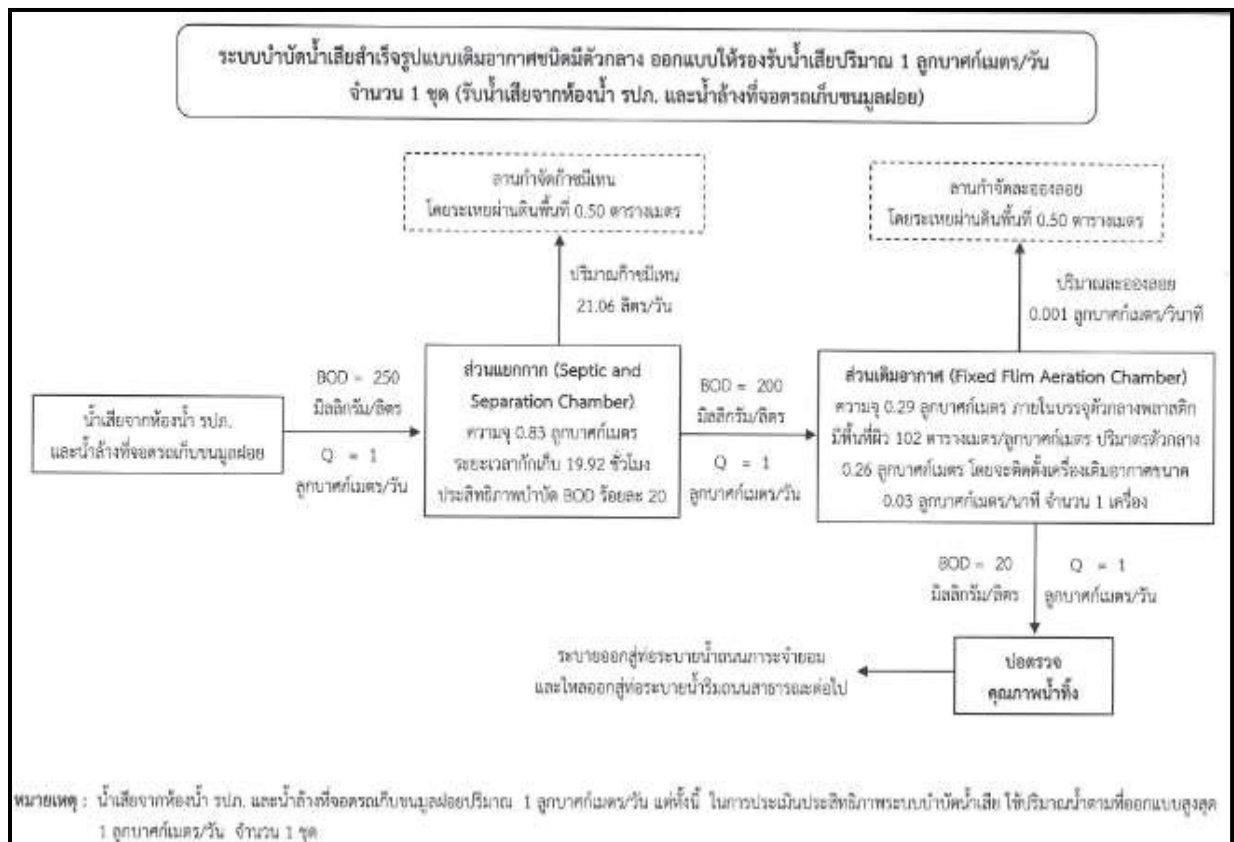 ระบบบำบัดน้ำเสียสำเร็จรูปแบบเติมอากาศชนิดมีตัวกลาง ออกแบบให้รองรับน้ำเสียปริมาณ 1 ลูกบาศก์เมตร/วัน
จำนวน 1 ชุด (รับน้ำเสียจากห้องน้ำ รปภ. และน้ำล้างที่จอดรถเก็บขนมูลฝอย)
ลานกำจัดก๊าซมีเทน
โดยระเหยผ่านดินพื้นที่ 0.50 ตารางเมตร
ลานกำจัดละอองลอย
โดยระเหยผ่านดินพื้นที่ 0.50 ตารางเมตร
ปริมาณก๊าซมีเทน
21.06 ลิตร/วัน
ปริมาณละอองลอย
0.001 ลูกบาศก์เมตร/วินาที
น้ำเสียจากห้องน้ำ รปภ.
และน้ำล้างที่จอดรถเก็บขนมูลฝอย
BOD = 250
มิลลิกรัม/ลิตร
Q = 1
ลูกบาศก์เมตร/วัน
ส่วนแยกกาก (Septic and
Separation Chamber)
ความจุ 0.83 ลูกบาศก์เมตร
ระยะเวลากักเก็บ 19.92 ชั่วโมง
ประสิทธิภาพบำบัด BOD ร้อยละ 20
BOD = 200
มิลลิกรัม/ลิตร
Q = 1
ลูกบาศก์เมตร/วัน
ส่วนเติมอากาศ (Fixed Flim Aeration Chamber)
ความจุ 0.29 ลูกบาศก์เมตร ภายในบรรจุตัวกลางพลาสติก
มีพื้นที่ผิว 102 ตารางเมตร/ลูกบาศก์เมตร ปริมาตรตัวกลาง
0.26 ลูกบาศก์เมตร โดยจะติดตั้งเครื่องเติมอากาศขนาด
0.03 ลูกบาศก์เมตร/นาที จำนวน 1 เครื่อง
BOD = 20
มิลลิกรัม/ลิตร
Q = 1
ลูกบาศก์เมตร/วัน
บ่อตรวจ
คุณภาพน้ำทิ้ง
ระบายออกสู่ท่อระบายน้ำถนนภาระจำยอม
และไหลออกสู่ท่อระบายน้ำริมถนนสาธารณะต่อไป
หมายเหตุ : น้ำเสียจากห้องน้ำ รปภ. และน้ำล้างที่จอดรถเก็บขนมูลฝอยปริมาณ 1 ลูกบาศก์เมตร/วัน แต่ทั้งนี้ ในการประเมินประสิทธิภาพระบบบำบัดน้ำเสีย ใช้ปริมาณน้ำตามที่ออกแบบสูงสุด
1 ลูกบาศก์เมตร/วัน จำนวน 1 ชุด